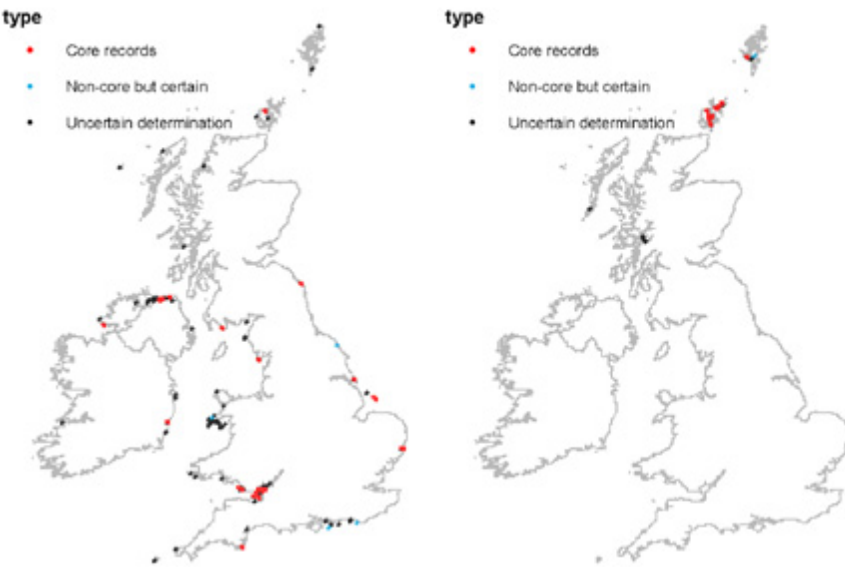 type
Core records
Non-core but certain
Uncertain determination
type
Core records
Non-core but certain
Uncertain determination